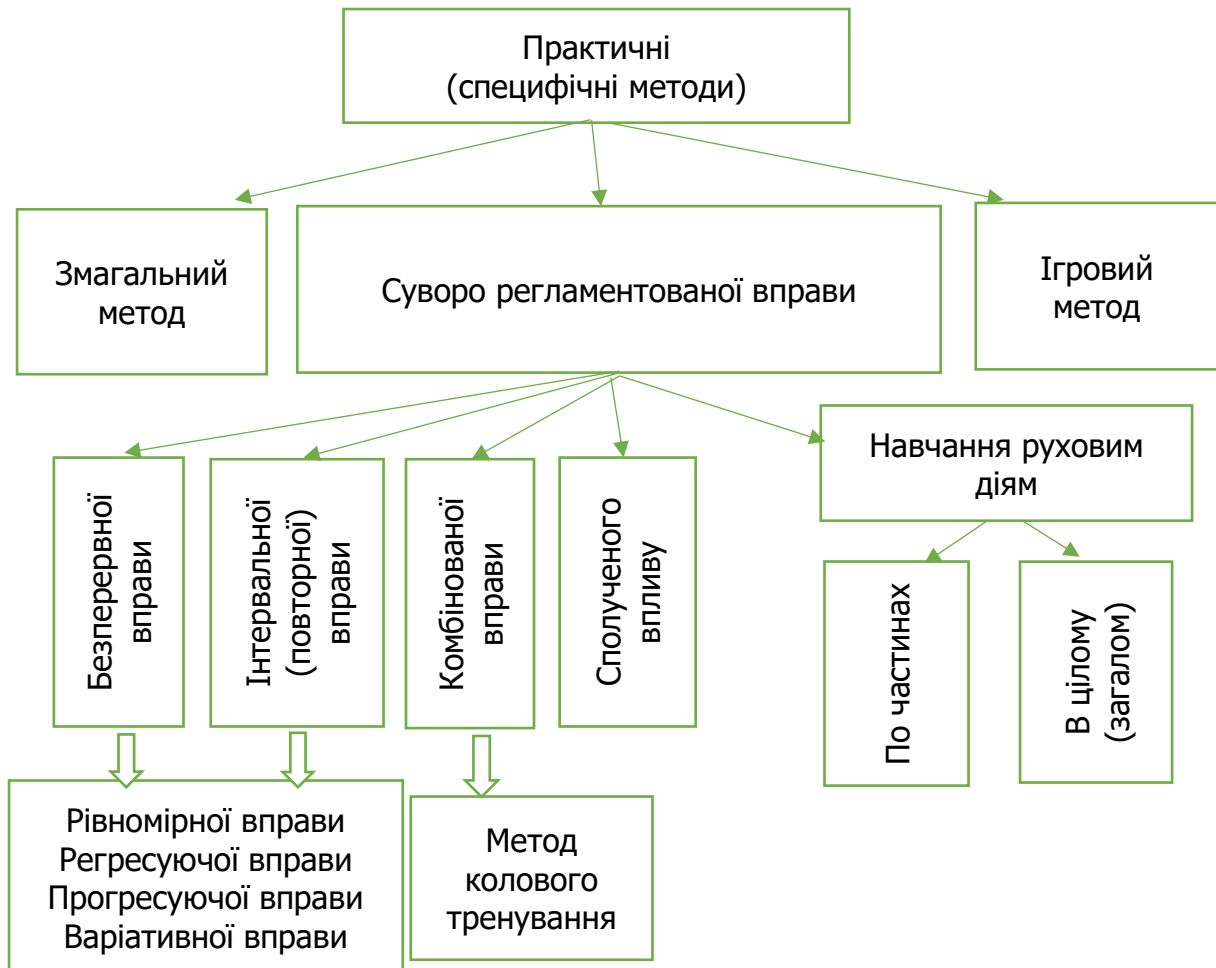 Практичні
(специфічні методи)
Змагальний
метод
Суворо регламентованої вправи
Ігровий
метод
Безперервної
вправи
Інтервальної
(повторної)
вправи
Комбінованої
вправи
Сполученого
впливу
Навчання руховим
діям
По частинах
В цілому
(загалом)
Рівномірної вправи
Регресуючої вправи
Прогресуючої вправи
Варіативної вправи
Метод
колового
тренування